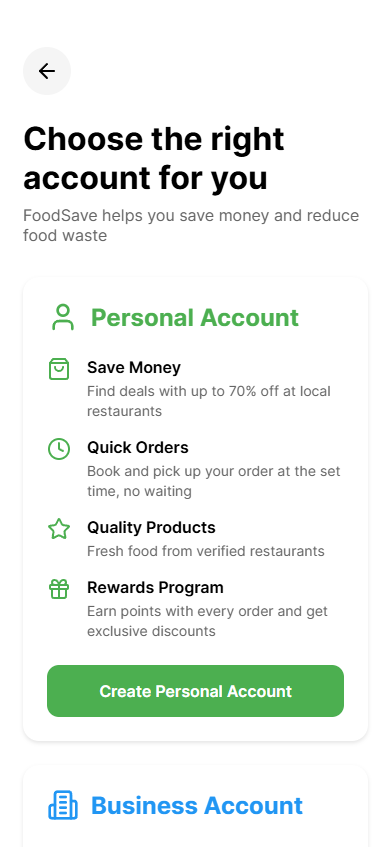 Choose the right
account for you
FoodSave helps you save money and reduce
food waste
Personal Account
Save Money
Find deals with up to 70% off at local
restaurants
Quick Orders
Book and pick up your order at the set
time, no waiting
Quality Products
Fresh food from verified restaurants
Rewards Program
Earn points with every order and get
exclusive discounts
Create Personal Account
Business Account